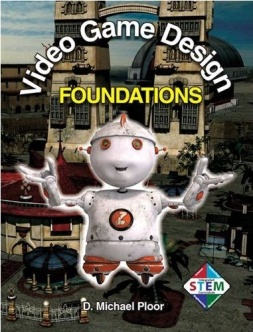 Video Game Design
FOUNDATIONS
STEM
D. Michael Ploor